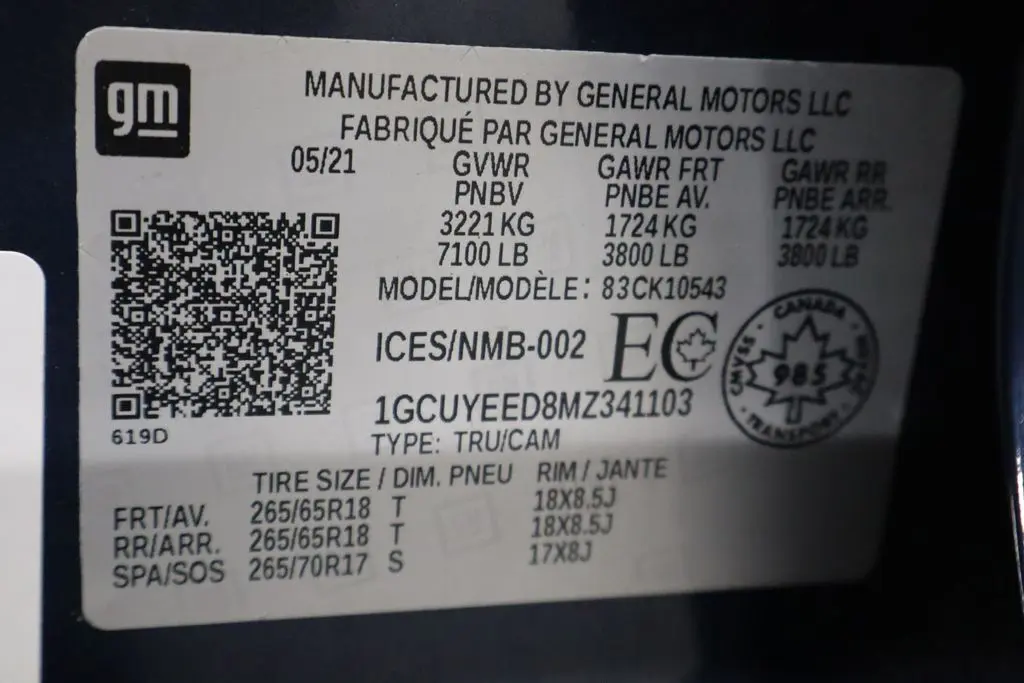 gm
MANUFACTURED BY GENERAL MOTORS LLC
FABRIQUÉ PAR GENERAL MOTORS LLC
05/21 GVWR GAWR FRT GAWR RR
PNBV PNBE AV. PNBE ARR.
3221 KG 1724 KG 1724 KG
7100 LB 3800 LB 3800 LB
MODEL/MODÈLE: 83CK10543
ICES/NMB-002 EC
CANADA
CMVSS 985
TRANSPORT
1GCUYEED8MZ341103
619D
TYPE: TRU/CAM
TIRE SIZE / DIM. PNEU RIM / JANTE
FRT/AV. 265/65R18 T 18X8.5J
RR/ARR. 265/65R18 T 18X8.5J
SPA/SOS 265/70R17 S 17X8J